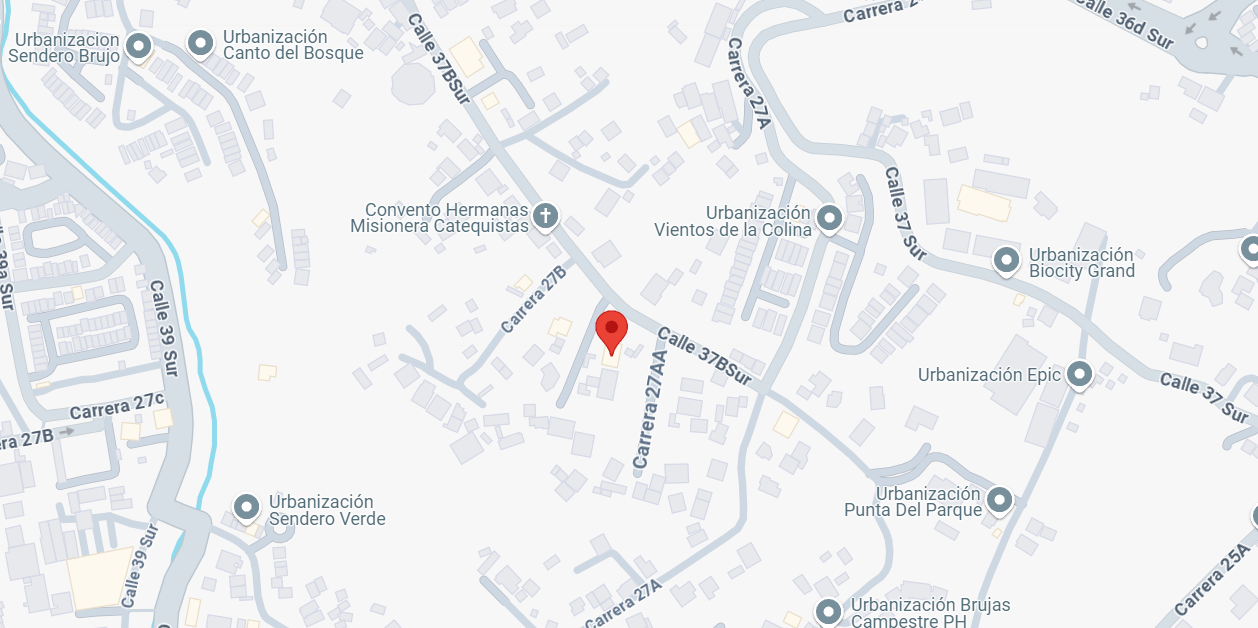 Carrera 2
Calle 36d Sur
Urbanizacion
Sendero Brujo
Urbanización
Canto del Bosque
Calle 37BSur
Carrera 27A
Calle 37 Sur
Convento Hermanas
Misionera Catequistas
Urbanización
Vientos de la Colina
Urbanización
Biocity Grand
39a Sur
Calle 39 Sur
Carrera 27B
Calle 37BSur
Carrera 27AA
Urbanización Epic
Calle 37 Sur
Carrera 27c
era 27B
Urbanización
Sendero Verde
Urbanización
Punta Del Parque
Calle 39 Sur
Carrera 27A
Carrera 25A
Urbanización Brujas
Campestre PH